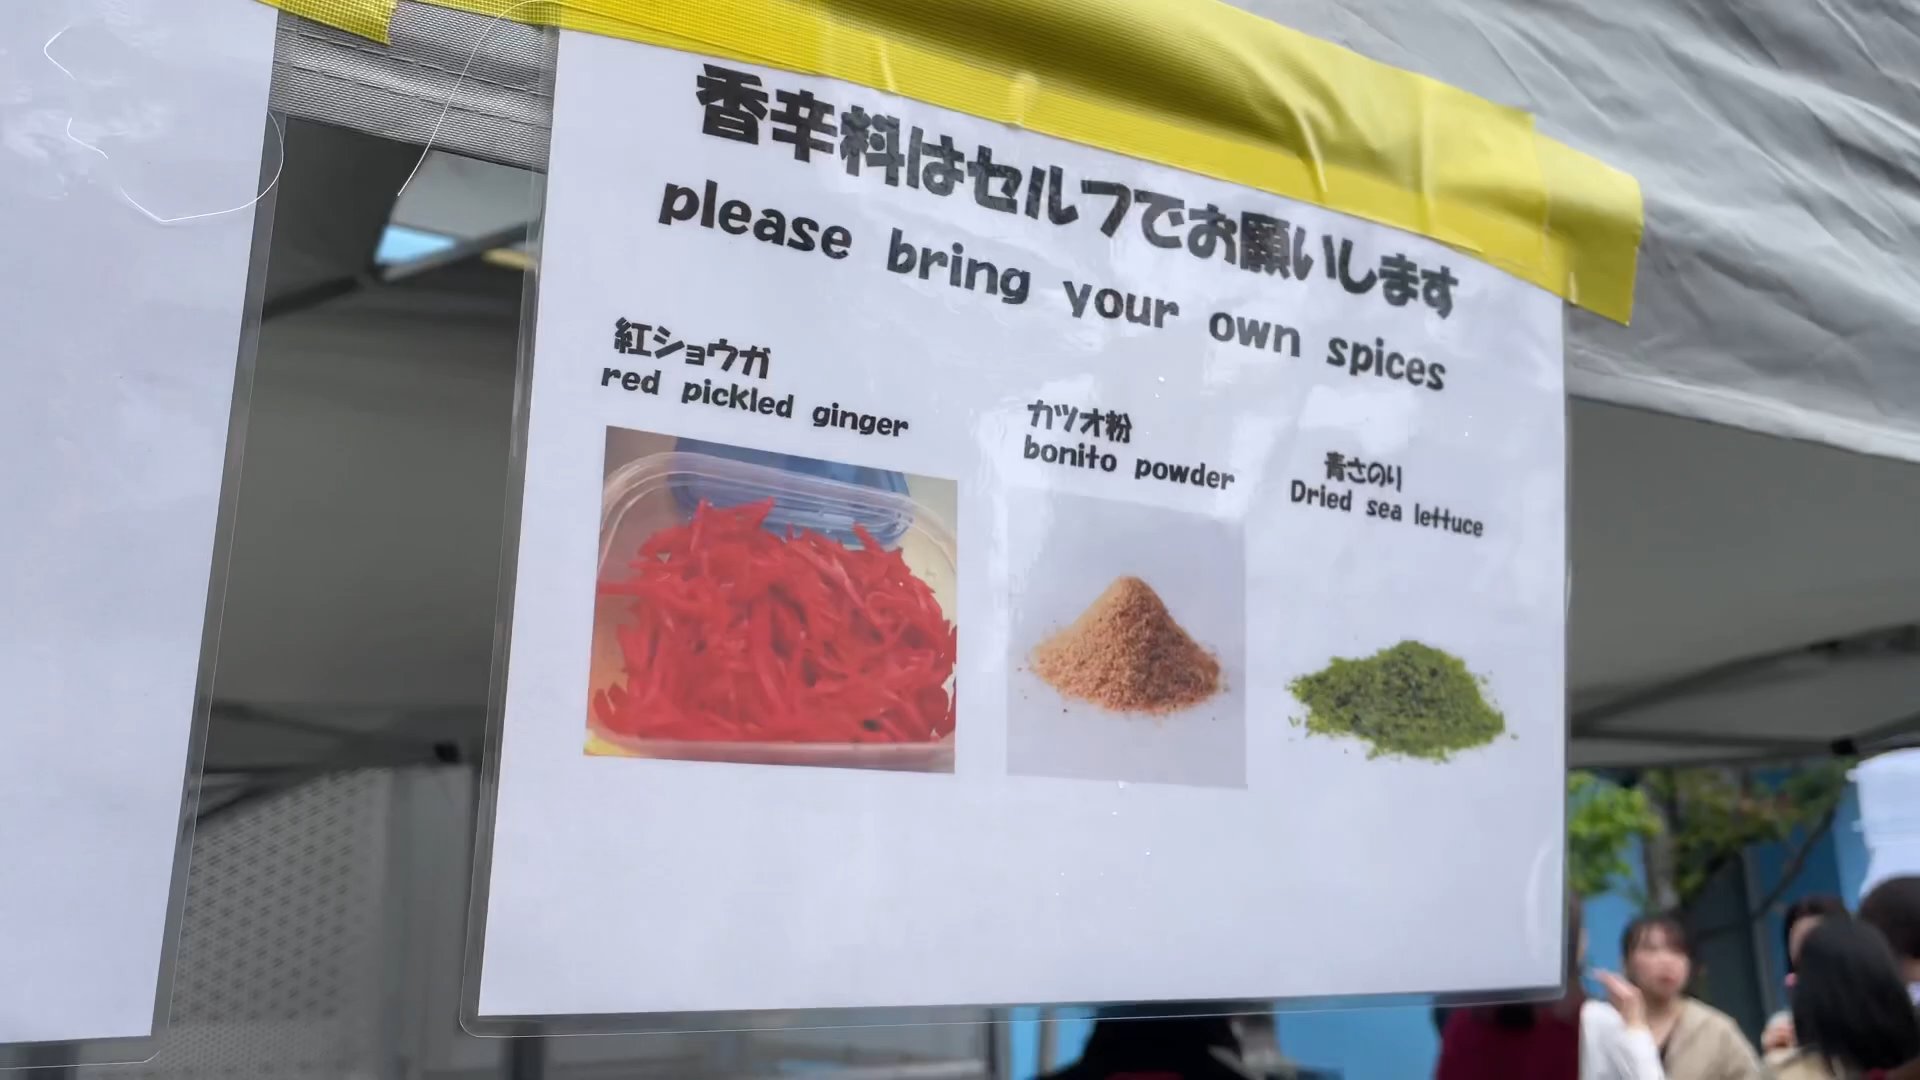 香辛料はセルフでお願いします
please bring your own spices
紅ショウガ
red pickled ginger
カツオ粉
bonito powder
青さのり
Dried sea lettuce